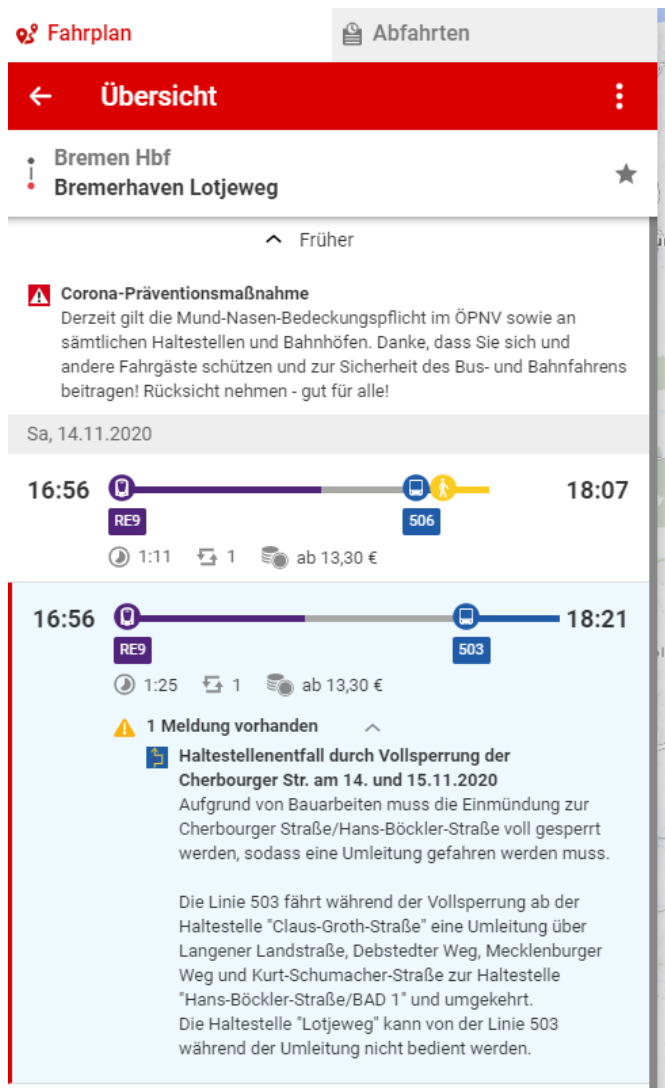 Fahrplan
Abfahrten
Übersicht
Bremen Hbf
Bremerhaven Lotjeweg
Früher
Corona-Präventionsmaßnahme
Derzeit gilt die Mund-Nasen-Bedeckungspflicht im ÖPNV sowie an
sämtlichen Haltestellen und Bahnhöfen. Danke, dass Sie sich und
andere Fahrgäste schützen und zur Sicherheit des Bus- und Bahnfahrens
beitragen! Rücksicht nehmen - gut für alle!
Sa, 14.11.2020
16:56 18:07
RE9 506
1:11 1 ab 13,30 €
16:56 18:21
RE9 503
1:25 1 ab 13,30 €
1 Meldung vorhanden
Haltestellenentfall durch Vollsperrung der
Cherbourger Str. am 14. und 15.11.2020
Aufgrund von Bauarbeiten muss die Einmündung zur
Cherbourger Straße/Hans-Böckler-Straße voll gesperrt
werden, sodass eine Umleitung gefahren werden muss.
Die Linie 503 fährt während der Vollsperrung ab der
Haltestelle "Claus-Groth-Straße" eine Umleitung über
Langener Landstraße, Debstedter Weg, Mecklenburger
Weg und Kurt-Schumacher-Straße zur Haltestelle
"Hans-Böckler-Straße/BAD 1" und umgekehrt.
Die Haltestelle "Lotjeweg" kann von der Linie 503
während der Umleitung nicht bedient werden.